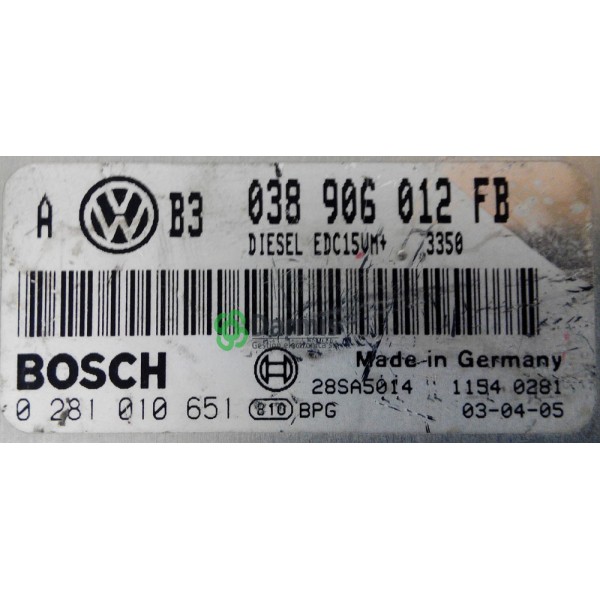 A VW B3 038 906 012 FB
DIESEL EDC15VM+ 3350
BOSCH Made in Germany
28SA5014 1154 0281
0 281 010 651 810 BPG 03-04-05